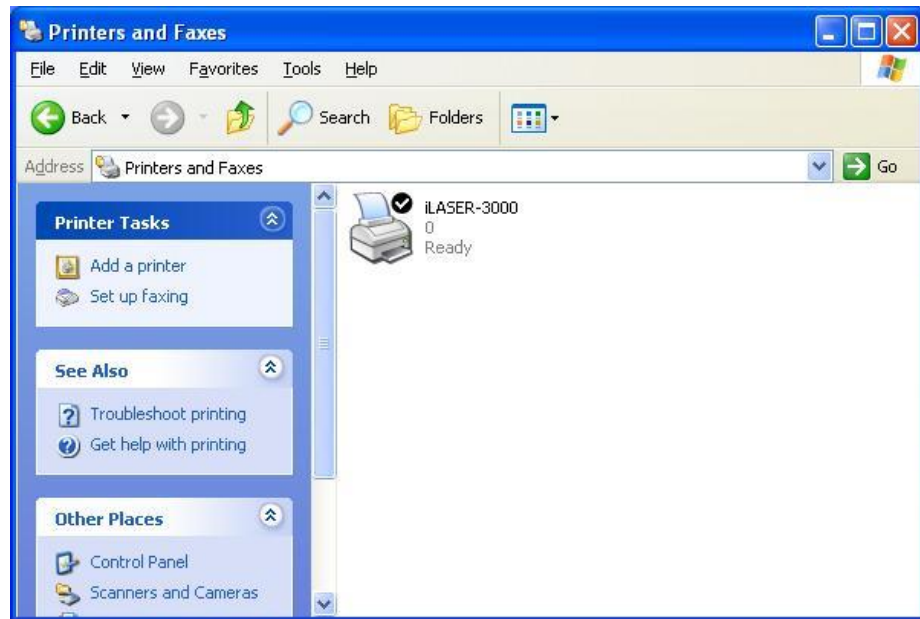 Printers and Faxes
File Edit View Favorites Tools Help
Back Search Folders
Address Printers and Faxes Go
Printer Tasks
Add a printer
Set up faxing
See Also
Troubleshoot printing
Get help with printing
Other Places
Control Panel
Scanners and Cameras
iLASER-3000
0
Ready